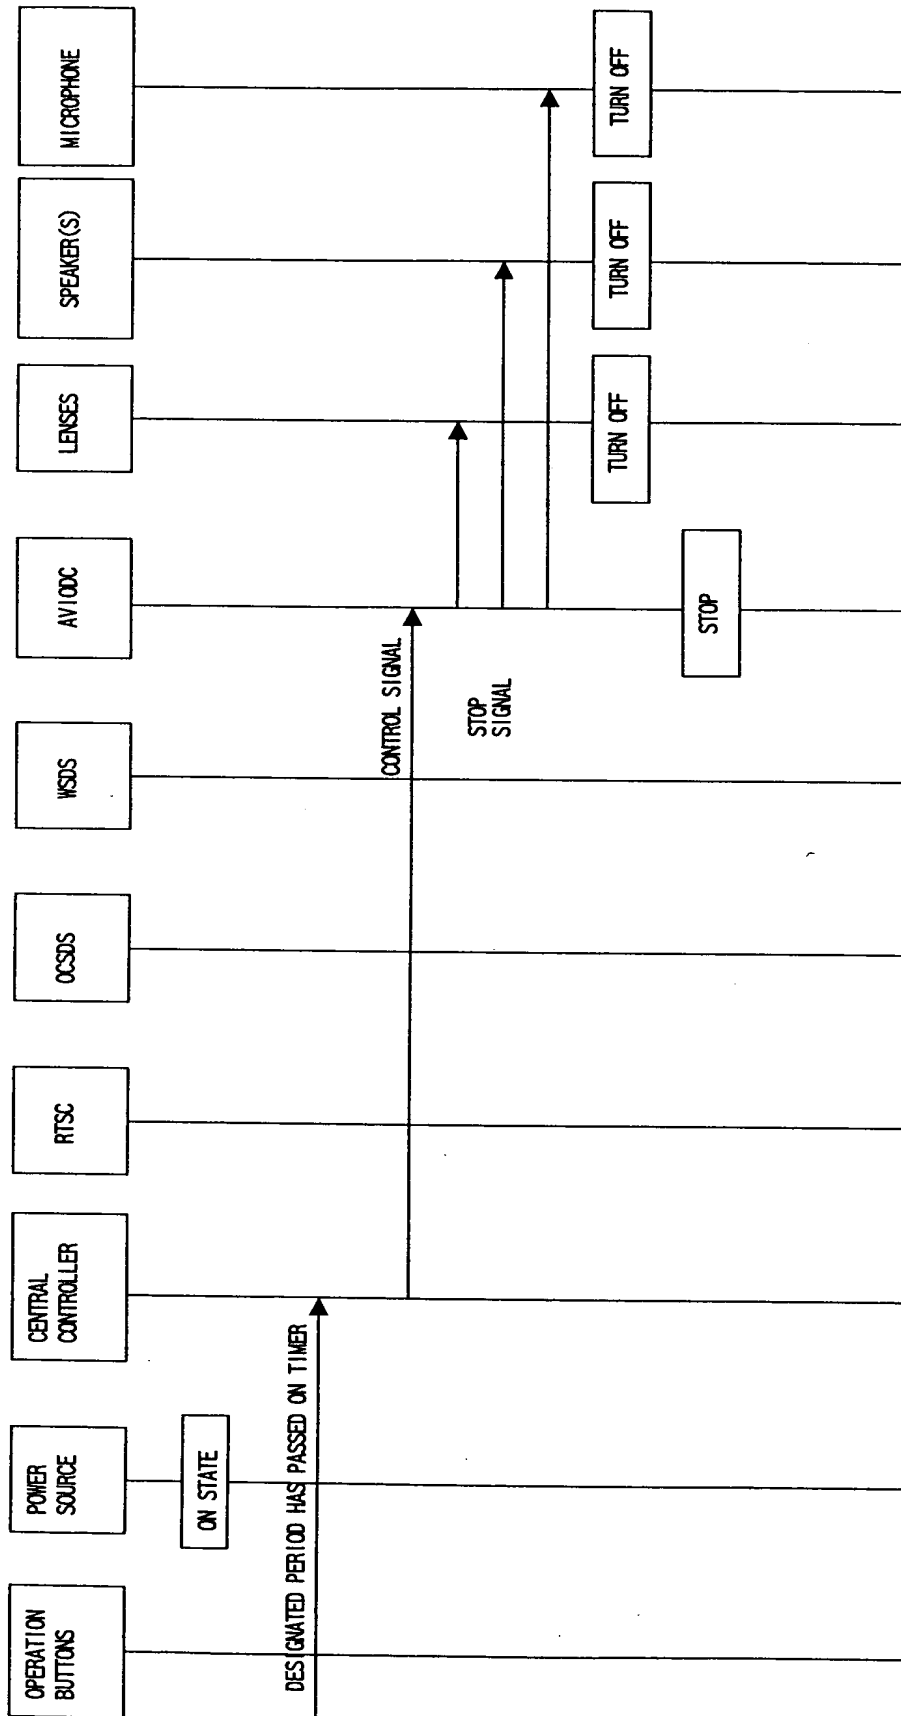 OPERATION
BUTTONS
POWER
SOURCE
CENTRAL
CONTROLLER
RTSC
OCSDS
WSDS
AVIODC
LENSES
SPEAKER(S)
MICROPHONE
ON STATE
DESIGNATED PERIOD HAS PASSED ON TIMER
CONTROL SIGNAL
STOP
SIGNAL
TURN OFF
TURN OFF
TURN OFF
STOP